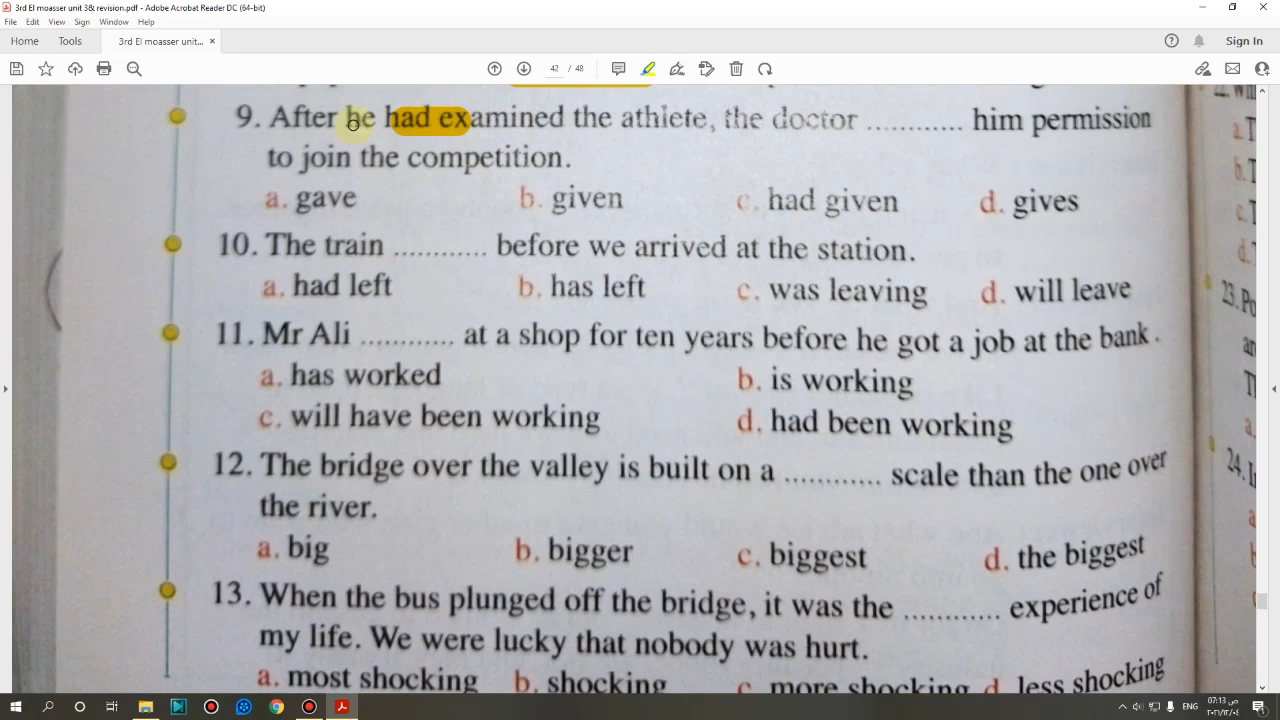 3rd El moasser unit 3& revision.pdf - Adobe Acrobat Reader DC (64-bit)
File Edit View Sign Window Help
Home Tools 3rd El moasser unit... × Sign In
42 / 48
9. After he had examined the athlete, the doctor ............ him permission
to join the competition.
a. gave b. given c. had given d. gives
10. The train ............ before we arrived at the station.
a. had left b. has left c. was leaving d. will leave
11. Mr Ali ............ at a shop for ten years before he got a job at the bank.
a. has worked b. is working
c. will have been working d. had been working
12. The bridge over the valley is built on a ............ scale than the one over
the river.
a. big b. bigger c. biggest d. the biggest
13. When the bus plunged off the bridge, it was the ............ experience of
my life. We were lucky that nobody was hurt.
a. most shocking b. shocking c. more shocking d. less shocking
23. Po
24. I
ENG 07:13 ص